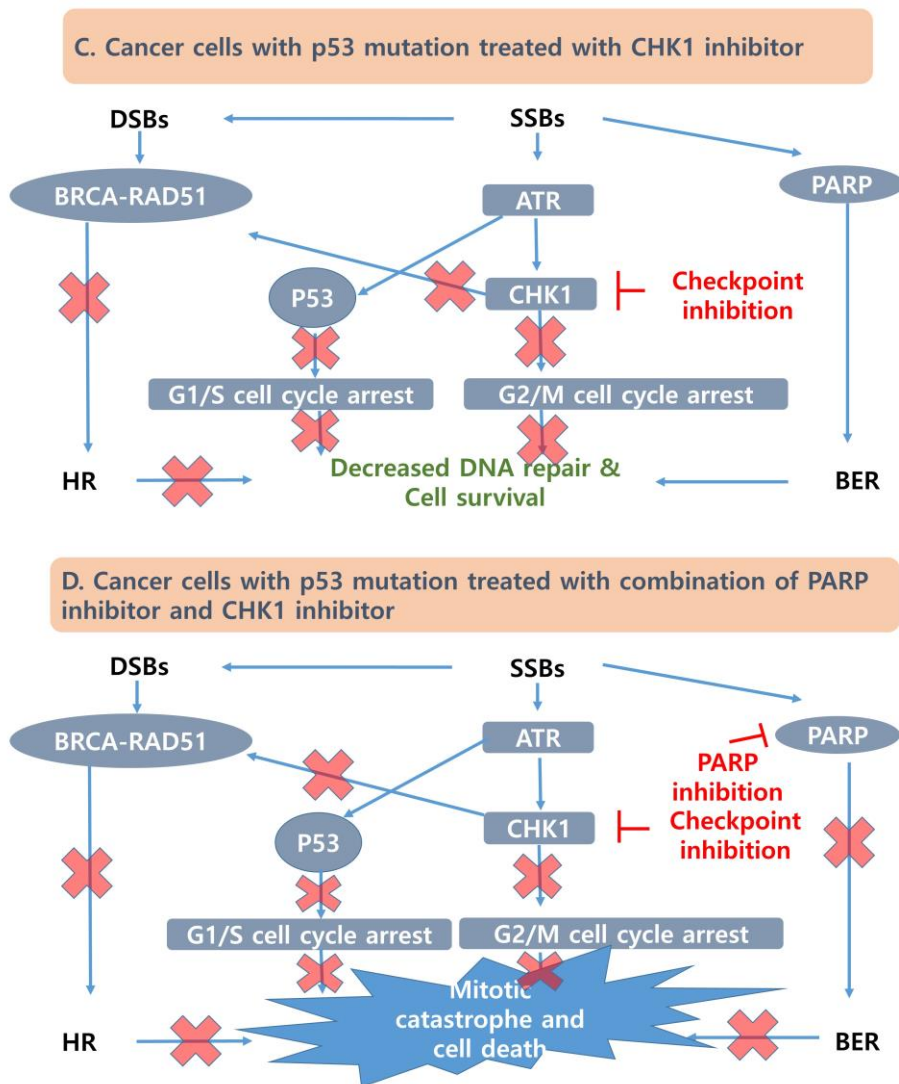 C. Cancer cells with p53 mutation treated with CHK1 inhibitor
DSBs
SSBs
BRCA-RAD51
ATR
PARP
P53
CHK1
Checkpoint
inhibition
G1/S cell cycle arrest
G2/M cell cycle arrest
HR
Decreased DNA repair &
Cell survival
BER
D. Cancer cells with p53 mutation treated with combination of PARP
inhibitor and CHK1 inhibitor
DSBs
SSBs
BRCA-RAD51
ATR
PARP
PARP
inhibition
P53
CHK1
Checkpoint
inhibition
G1/S cell cycle arrest
G2/M cell cycle arrest
HR
Mitotic
catastrophe and
cell death
BER